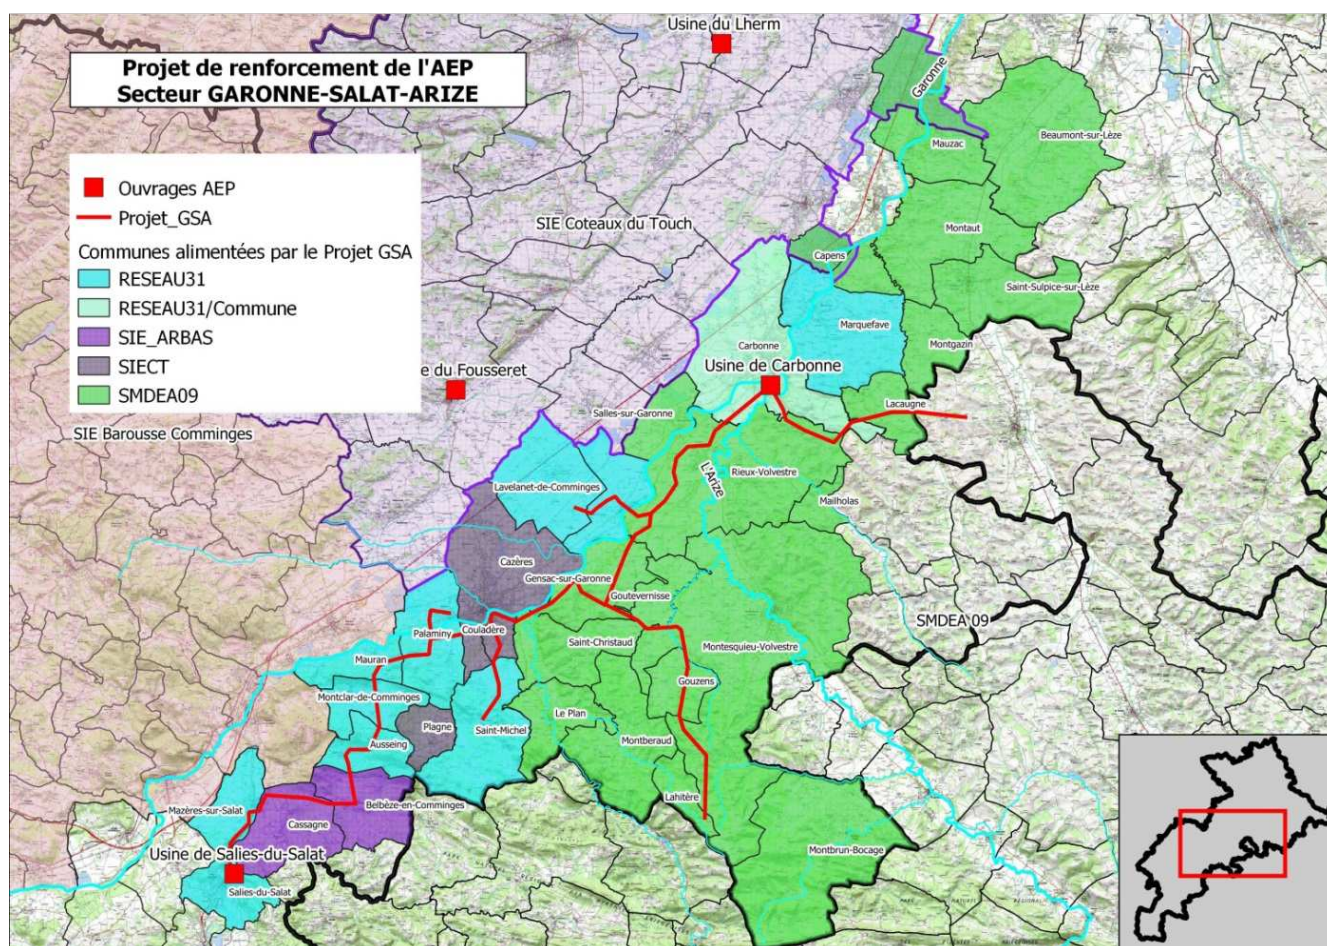 Usine du Lherm
Projet de renforcement de l'AEP
Secteur GARONNE-SALAT-ARIZE
Ouvrages AEP
Projet_GSA
Communes alimentées par le Projet GSA
RESEAU31
RESEAU31/Commune
SIE_ARBAS
SIECT
SMDEA09
Garonne
Beaumont-sur-Lèze
Mauzac
SIE Coteaux du Touch
Montaut
Capens
Saint-Sulpice-sur-Lèze
Marquefave
Carbonne
Montgazin
Usine de Carbonne
e du Fousseret
Lacaugne
Salles-sur-Garonne
SIE Barousse Comminges
L'Arize
Rieux-Volvestre
Lavelanet-de-Comminges
Mailholas
Cazères
Gensac-sur-Garonne
Goutevernisse
SMDEA 09
Couladère
Palaminy
Saint-Christaud
Montesquieu-Volvestre
Mauran
Gouzens
Montclar-de-Comminges
Le Plan
Plagne
Saint-Michel
Ausseing
Montberaud
Lahitère
Mazères-sur-Salat
Belbèze-en-Comminges
Cassagne
Usine de Salies-du-Salat
Montbrun-Bocage
Salies-du-Salat